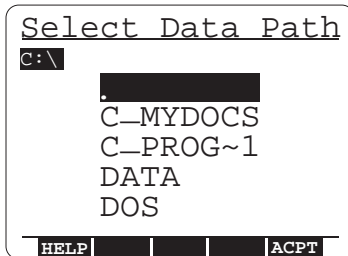 Select Data Path
C:\
.
C_MYDOCS
C_PROG~1
DATA
DOS
HELP ACPT